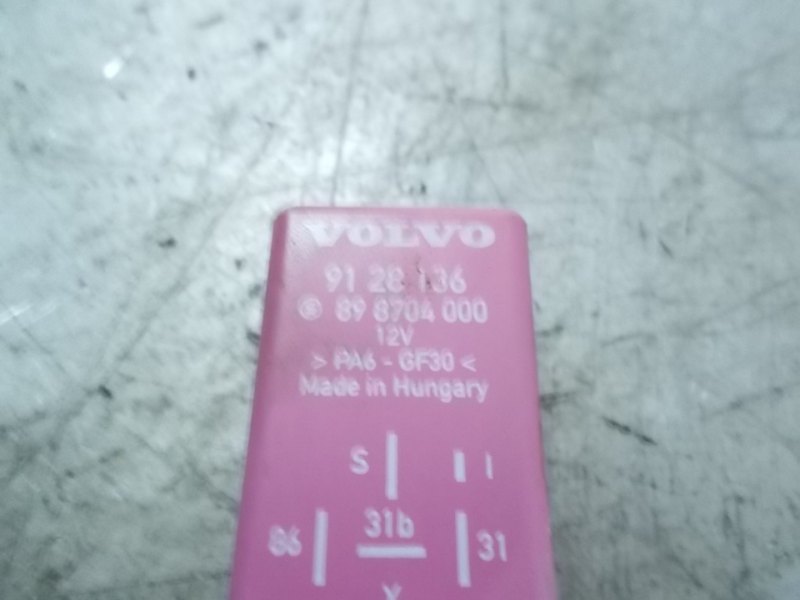 VOLVO
91 28 136
89 8704 000
12V
> PA6 - GF30 <
Made in Hungary
S I
31b
86 31